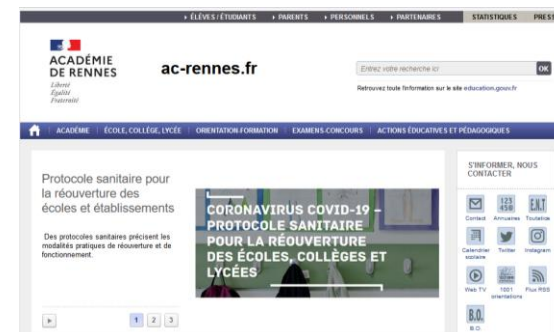 ÉLÈVES / ÉTUDIANTS PARENTS PERSONNELS PARTENAIRES STATISTIQUES PRESS
ACADÉMIE
DE RENNES
Liberté
Égalité
Fraternité
ac-rennes.fr
Entrez votre recherche ici
OK
Retrouvez toute l'information sur le site education.gouv.fr
ACADÉMIE ÉCOLE, COLLÈGE, LYCÉE ORIENTATION-FORMATION EXAMENS-CONCOURS ACTIONS ÉDUCATIVES ET PÉDAGOGIQUES
Protocole sanitaire pour
la réouverture des
écoles et établissements
Des protocoles sanitaires précisent les
modalités pratiques de réouverture et de
fonctionnement.
1 2 3
CORONAVIRUS COVID-19 –
PROTOCOLE SANITAIRE
POUR LA RÉOUVERTURE
DES ÉCOLES, COLLÈGES ET
LYCÉES
S'INFORMER, NOUS
CONTACTER
123
45@
E.N.T
Contact Annuaires Toutatice
Calendrier
scolaire
Twitter Instagram
Web TV 1001
orientations
Flux RSS
B.O.
B.O.